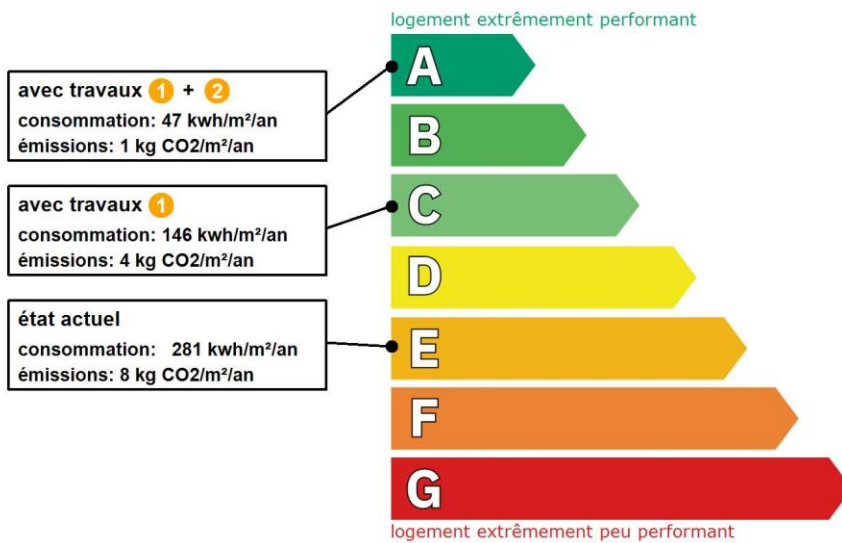 logement extrêmement performant
A
avec travaux 1 + 2
consommation: 47 kwh/m²/an
émissions: 1 kg CO2/m²/an
B
avec travaux 1
consommation: 146 kwh/m²/an
émissions: 4 kg CO2/m²/an
C
D
état actuel
consommation: 281 kwh/m²/an
émissions: 8 kg CO2/m²/an
E
F
G
logement extrêmement peu performant